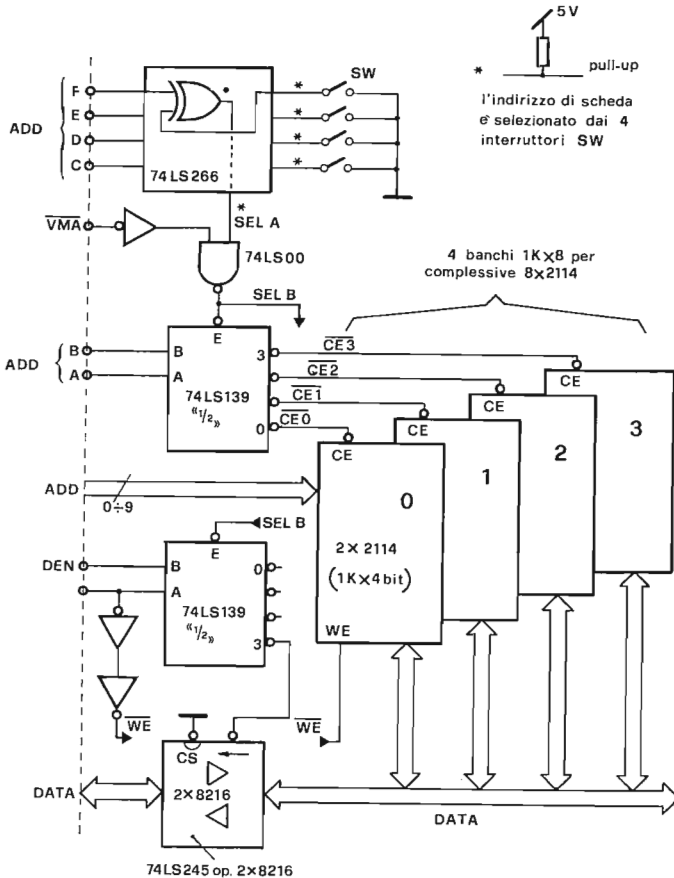 5V
* pull-up
l'indirizzo di scheda
è selezionato dai 4
interruttori SW
ADD
F
E
D
C
74LS266
*
*
*
*
SW
*
SEL A
VMA
74LS00
SEL B
4 banchi 1K×8 per
complessive 8×2114
ADD
B
A
E
B
A
74LS139
«1/2»
3
0
CE3
CE2
CE1
CE0
CE
CE
CE
CE
0
1
2
3
ADD
0÷9
2×2114
(1K×4bit)
WE
SEL B
DEN
E
B
A
0
3
74LS139
«1/2»
WE
WE
CS
2×8216
DATA
DATA
74LS245 op. 2×8216